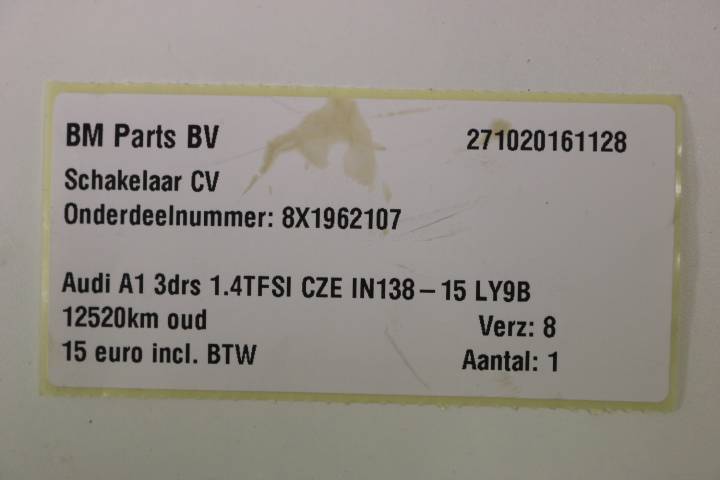 BM Parts BV 271020161128
Schakelaar CV
Onderdeelnummer: 8X1962107
Audi A1 3drs 1.4TFSI CZE IN138-15 LY9B
12520km oud Verz: 8
15 euro incl. BTW Aantal: 1